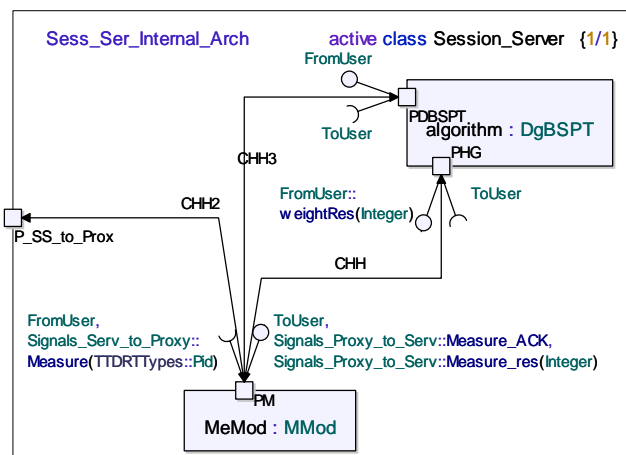 Sess_Ser_Internal_Arch
active class Session_Server {1/1}
FromUser
PDBSPT
algorithm : DgBSPT
ToUser
PHG
CHH3
FromUser::
weightRes(Integer)
ToUser
CHH2
P_SS_to_Prox
CHH
FromUser,
Signals_Serv_to_Proxy::
Measure(TTDRTTypes::Pid)
ToUser,
Signals_Proxy_to_Serv::Measure_ACK,
Signals_Proxy_to_Serv::Measure_res(Integer)
PM
MeMod : MMod